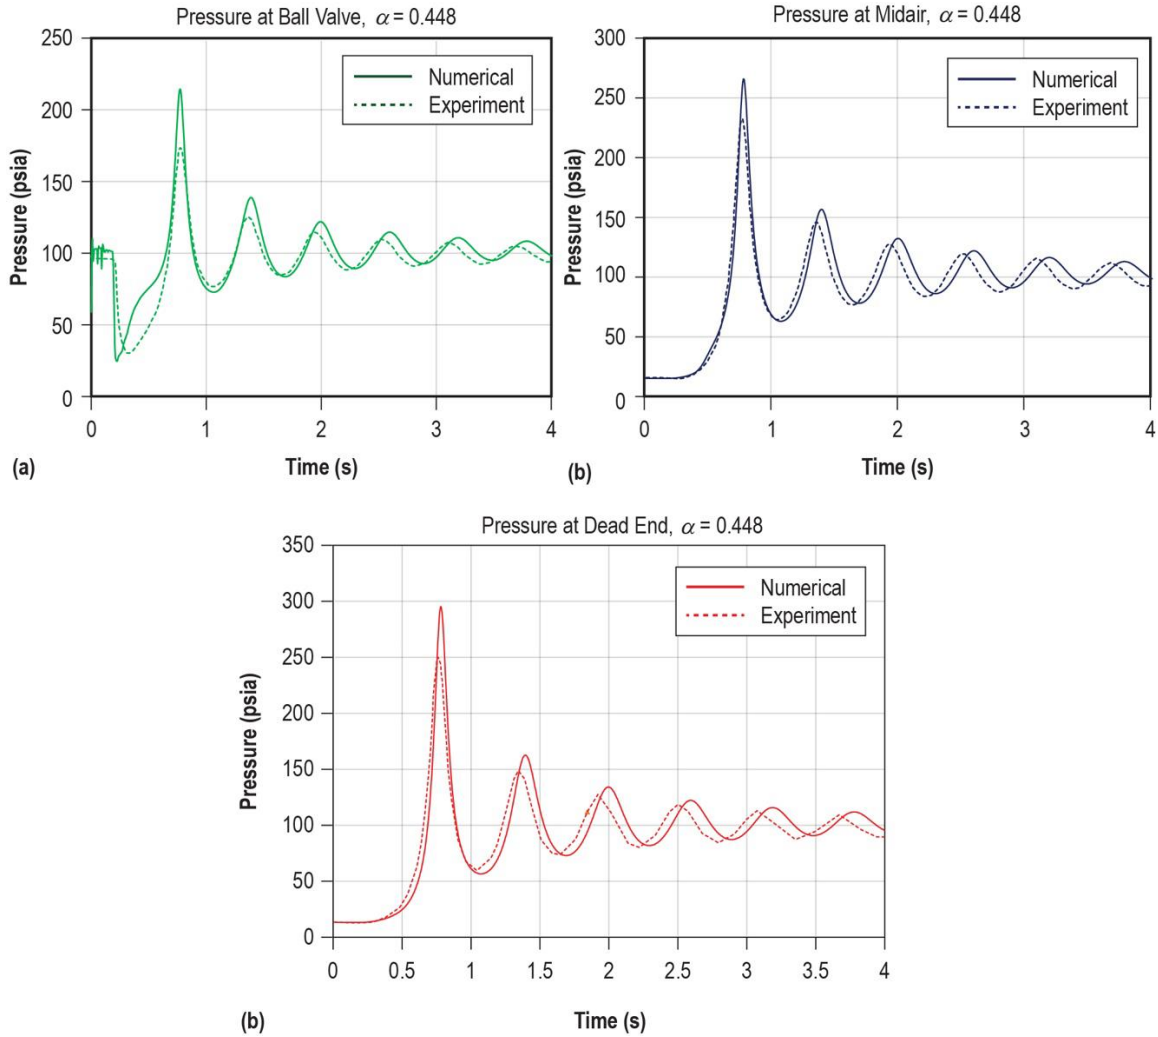 Pressure at Ball Valve, α = 0.448
250
200
150
100
50
0
Pressure (psia)
Numerical
Experiment
0 1 2 3 4
(a)
Time (s)
Pressure at Midair, α = 0.448
300
250
200
150
100
50
0
Pressure (psia)
Numerical
Experiment
0 1 2 3 4
(b)
Time (s)
Pressure at Dead End, α = 0.448
350
300
250
200
150
100
50
0
Pressure (psia)
Numerical
Experiment
0 0.5 1 1.5 2 2.5 3 3.5 4
(b)
Time (s)